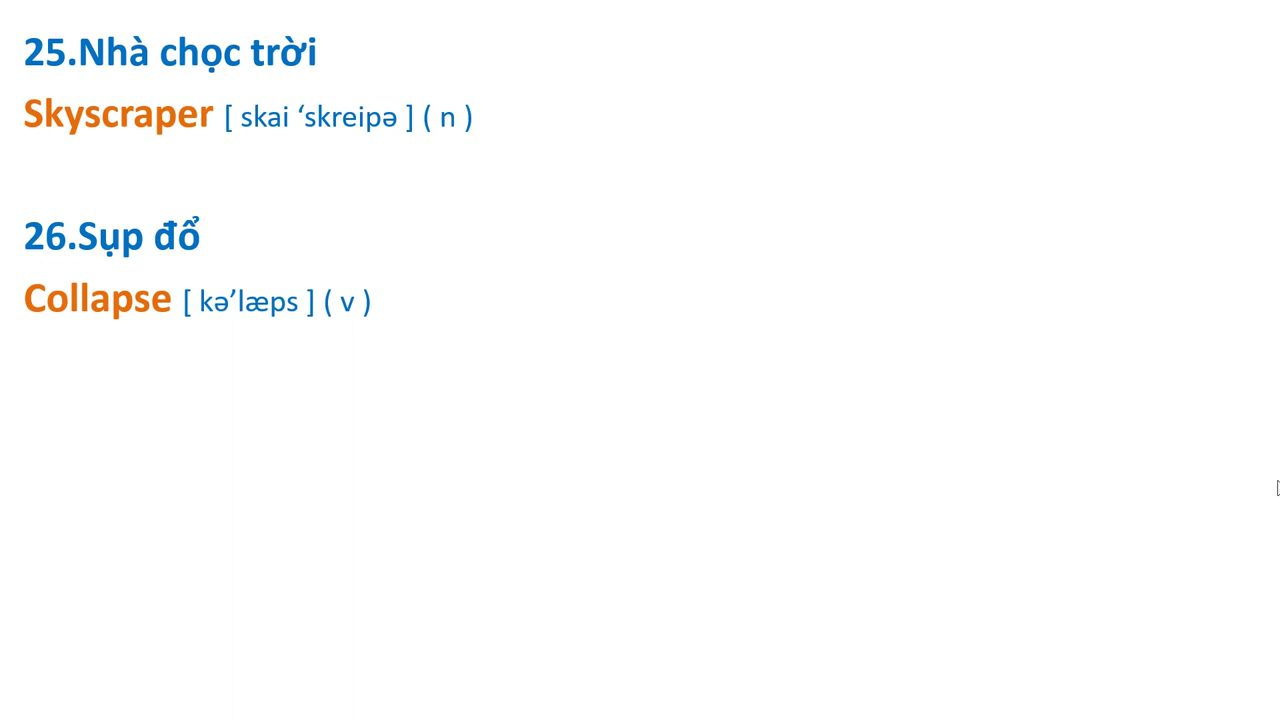 25.Nhà chọc trời
Skyscraper [ skai ‘skreipə ] ( n )
26.Sụp đổ
Collapse [ kə’læps ] ( v )